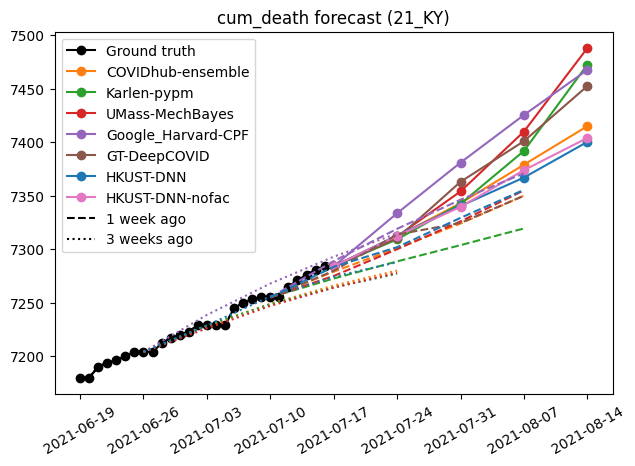 cum_death forecast (21_KY)
7500
7450
7400
7350
7300
7250
7200
Ground truth
COVIDhub-ensemble
Karlen-pypm
UMass-MechBayes
Google_Harvard-CPF
GT-DeepCOVID
HKUST-DNN
HKUST-DNN-nofac
1 week ago
3 weeks ago
2021-06-19
2021-06-26
2021-07-03
2021-07-10
2021-07-17
2021-07-24
2021-07-31
2021-08-07
2021-08-14